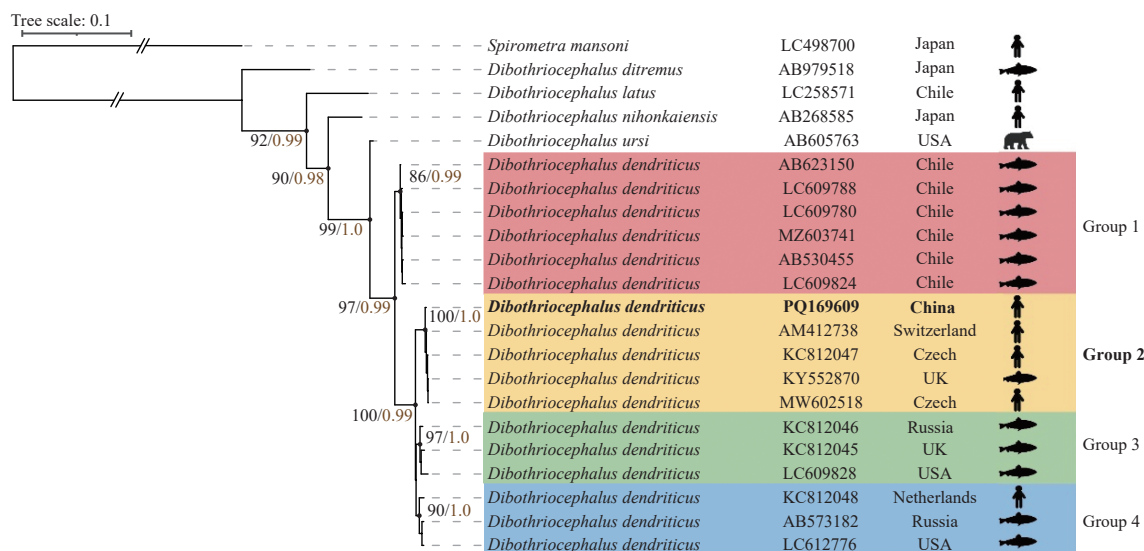 Tree scale: 0.1
Spirometra mansoni LC498700 Japan
Dibothriocephalus ditremus AB979518 Japan
Dibothriocephalus latus LC258571 Chile
Dibothriocephalus nihonkaiensis AB268585 Japan
92/0.99
Dibothriocephalus ursi AB605763 USA
Dibothriocephalus dendriticus AB623150 Chile
90/0.98
86/0.99
Dibothriocephalus dendriticus LC609788 Chile
Dibothriocephalus dendriticus LC609780 Chile
99/1.0
Group 1
Dibothriocephalus dendriticus MZ603741 Chile
Dibothriocephalus dendriticus AB530455 Chile
Dibothriocephalus dendriticus LC609824 Chile
97/0.99
Dibothriocephalus dendriticus PQ169609 China
100/1.0
Dibothriocephalus dendriticus AM412738 Switzerland
Dibothriocephalus dendriticus KC812047 Czech
Group 2
Dibothriocephalus dendriticus KY552870 UK
Dibothriocephalus dendriticus MW602518 Czech
100/0.99
Dibothriocephalus dendriticus KC812046 Russia
97/1.0
Dibothriocephalus dendriticus KC812045 UK
Group 3
Dibothriocephalus dendriticus LC609828 USA
Dibothriocephalus dendriticus KC812048 Netherlands
90/1.0
Dibothriocephalus dendriticus AB573182 Russia
Group 4
Dibothriocephalus dendriticus LC612776 USA